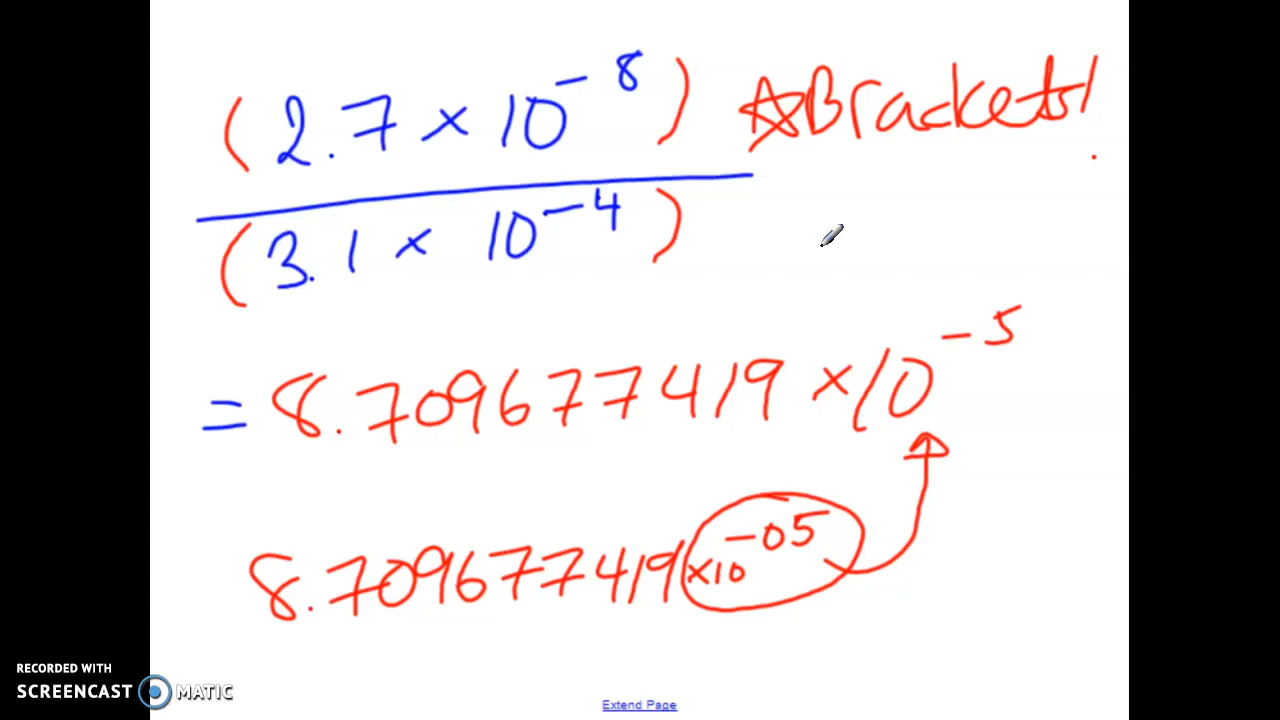 (2.7 × 10⁻⁸) ☆Brackets!
(3.1 × 10⁻⁴)
= 8.709677419 ×10⁻⁵
8.709677419×10⁻⁰⁵
RECORDED WITH
SCREENCAST MATIC
Extend Page